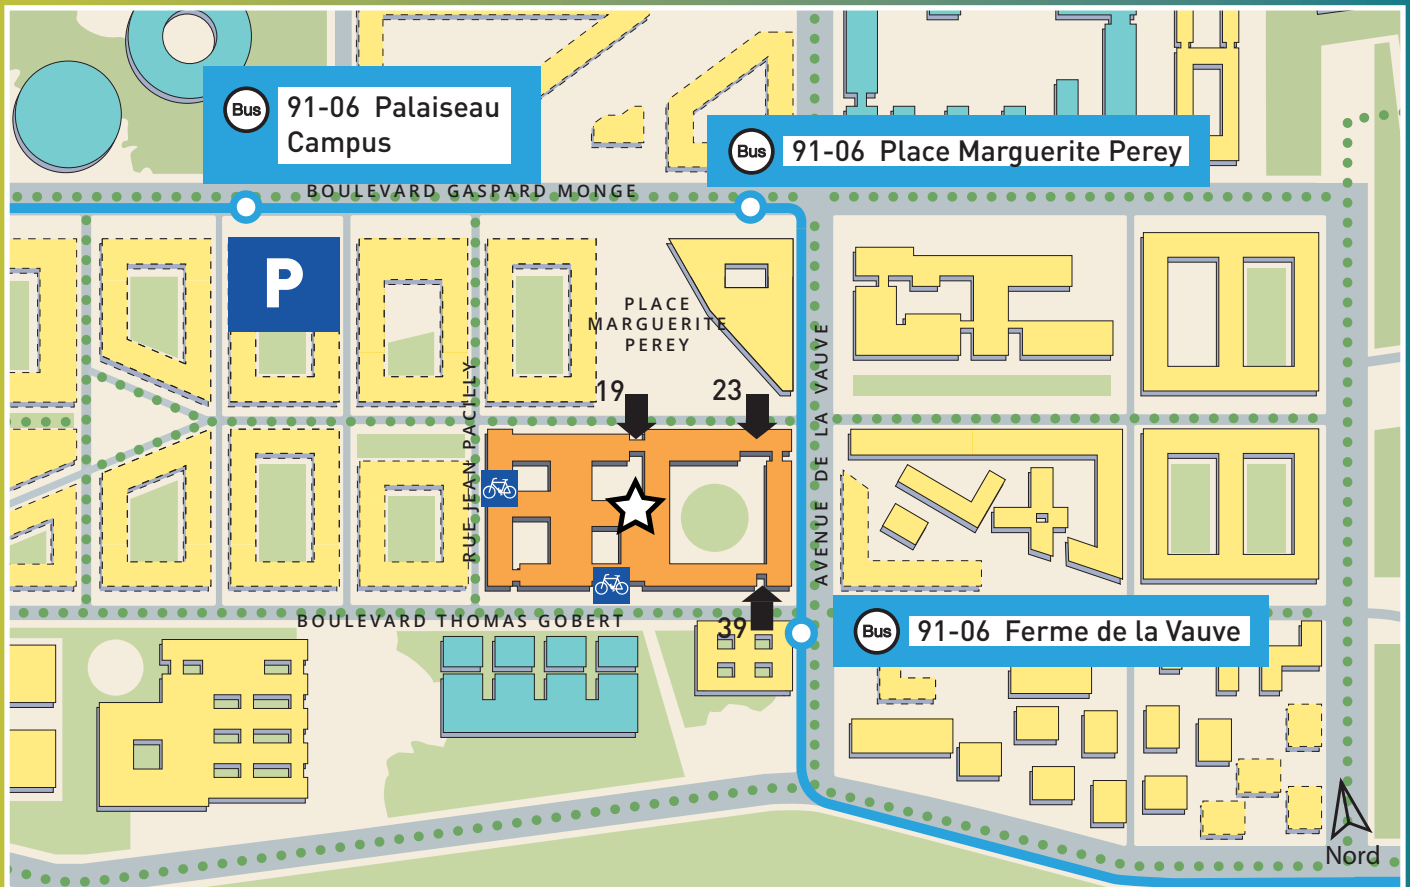 Bus 91-06 Palaiseau
Campus
Bus 91-06 Place Marguerite Perey
BOULEVARD GASPARD MONGE
P
PLACE
MARGUERITE
PEREY
19
23
RUE JEAN PACILLY
AVENUE DE LA VAUVE
BOULEVARD THOMAS GOBERT
39
Bus 91-06 Ferme de la Vauve
Nord